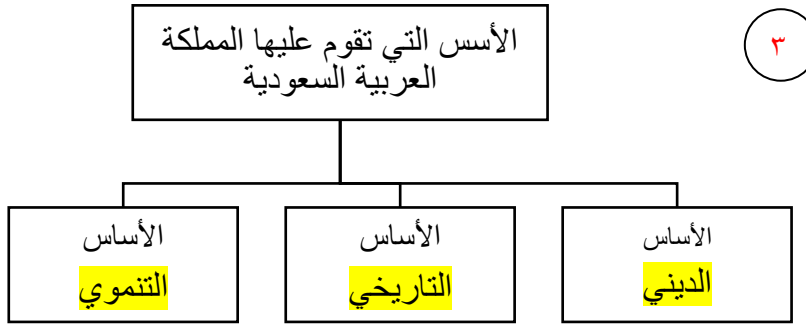 ٣
الأسس التي تقوم عليها المملكة
العربية السعودية
الأساس
الديني
الأساس
التاريخي
الأساس
التنموي